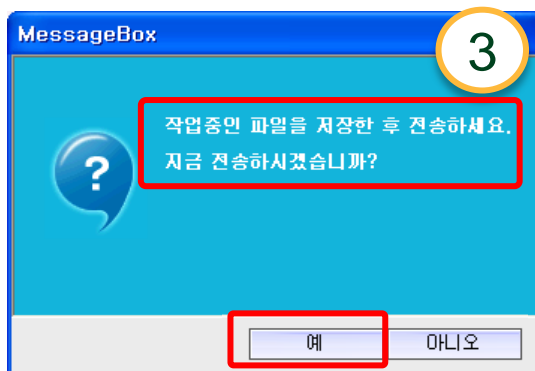 MessageBox
3
작업중인 파일을 저장한 후 전송하세요.
지금 전송하시겠습니까?
?
예
아니오